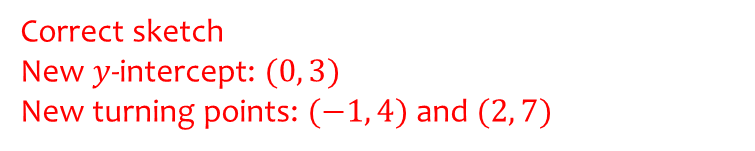 Correct sketch
New y-intercept: (0, 3)
New turning points: (−1, 4) and (2, 7)